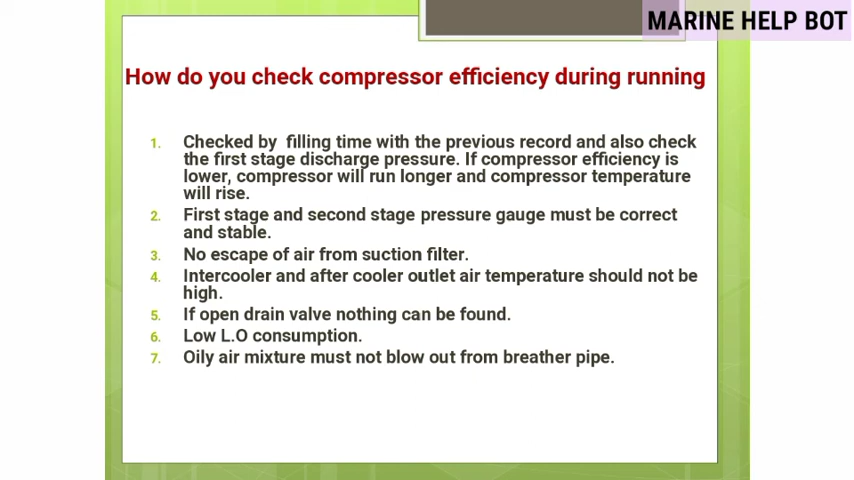 MARINE HELP BOT
How do you check compressor efficiency during running
1. Checked by filling time with the previous record and also check
the first stage discharge pressure. If compressor efficiency is
lower, compressor will run longer and compressor temperature
will rise.
2. First stage and second stage pressure gauge must be correct
and stable.
3. No escape of air from suction filter.
4. Intercooler and after cooler outlet air temperature should not be
high.
5. If open drain valve nothing can be found.
6. Low L.O consumption.
7. Oily air mixture must not blow out from breather pipe.